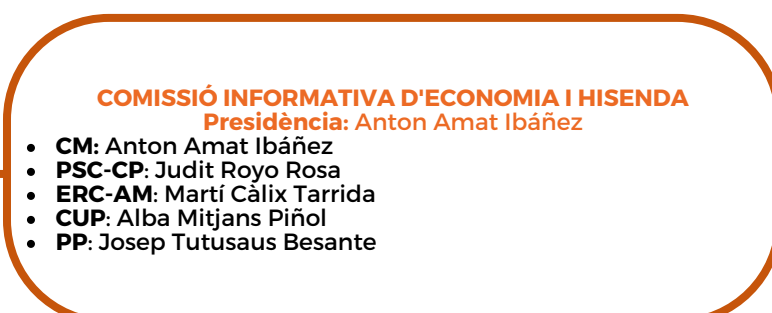 COMISSIÓ INFORMATIVA D'ECONOMIA I HISENDA
Presidència: Anton Amat Ibáñez
• CM: Anton Amat Ibáñez
• PSC-CP: Judit Royo Rosa
• ERC-AM: Martí Càlix Tarrida
• CUP: Alba Mitjans Piñol
• PP: Josep Tutusaus Besante